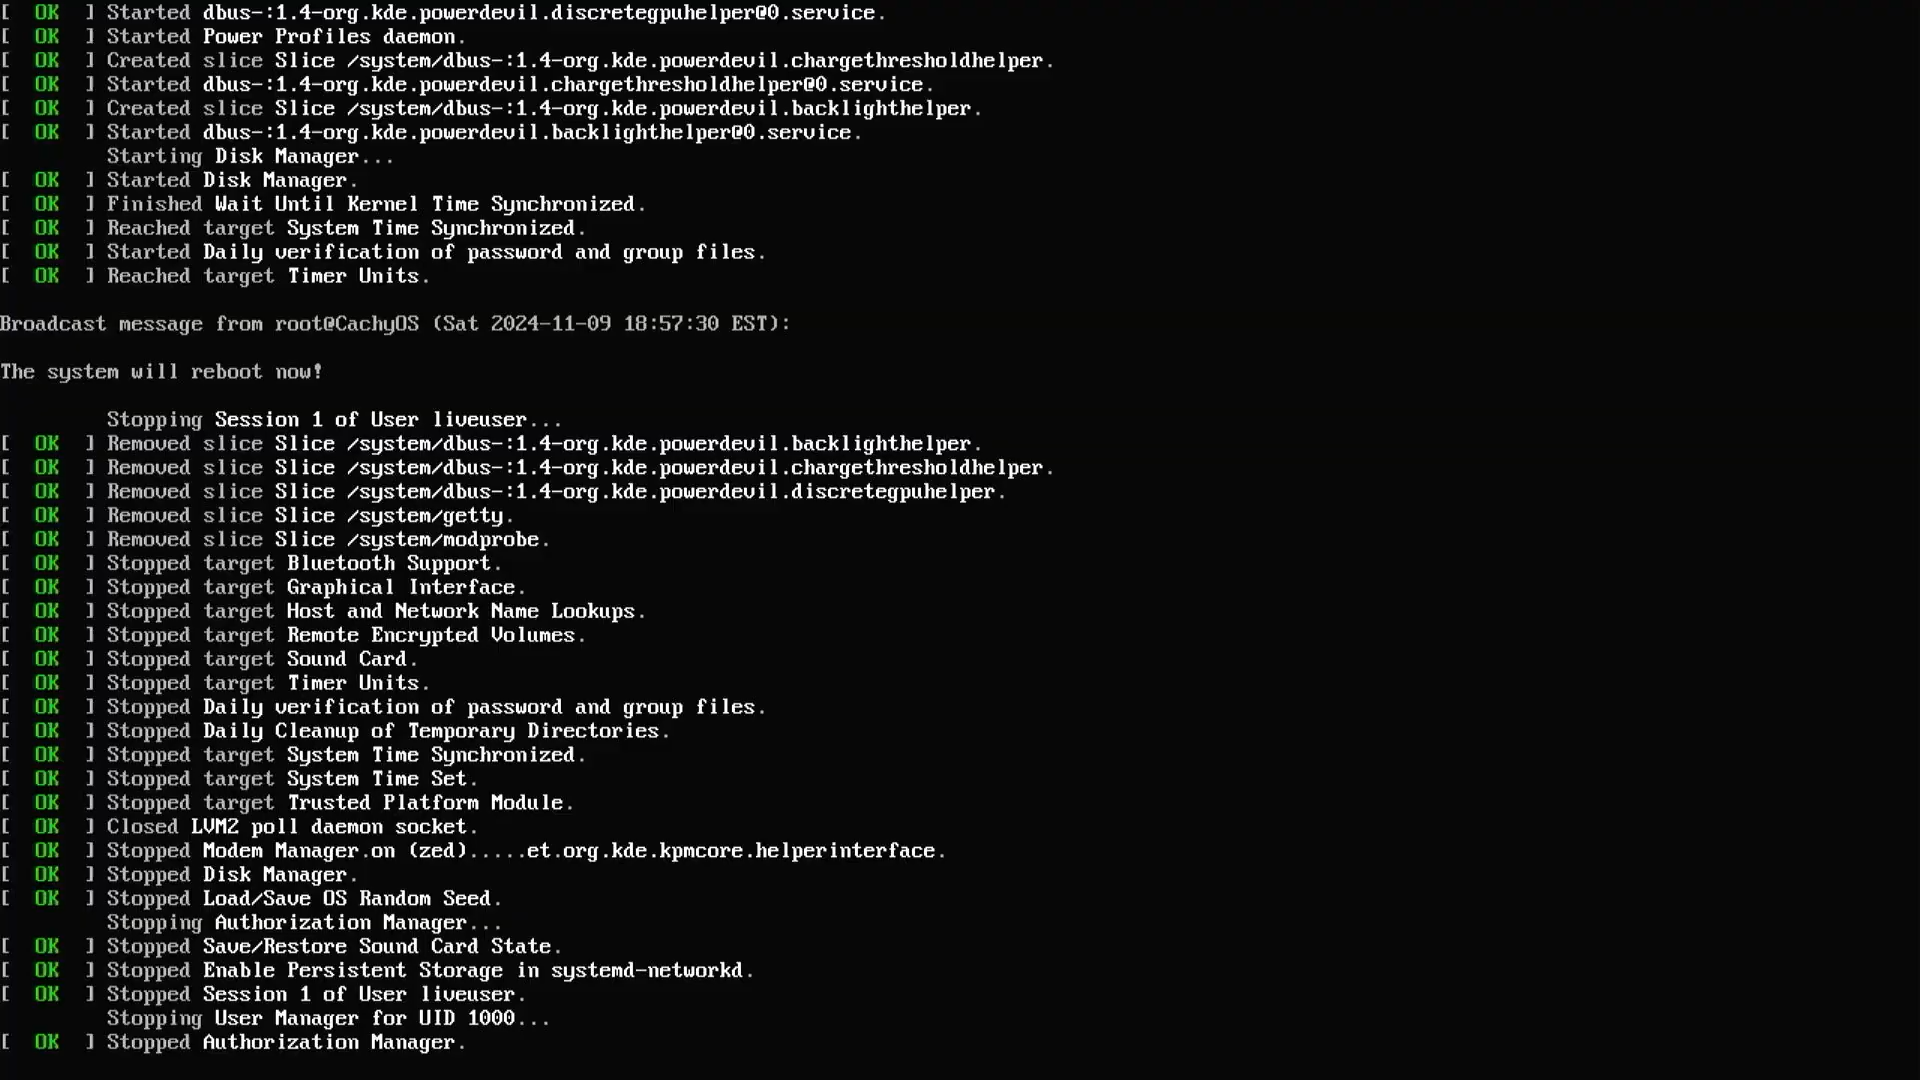 [  OK  ] Started dbus-:1.4-org.kde.powerdevil.discretegpuhelper@0.service.
[  OK  ] Started Power Profiles daemon.
[  OK  ] Created slice Slice /system/dbus-:1.4-org.kde.powerdevil.chargethresholdhelper.
[  OK  ] Started dbus-:1.4-org.kde.powerdevil.chargethresholdhelper@0.service.
[  OK  ] Created slice Slice /system/dbus-:1.4-org.kde.powerdevil.backlighthelper.
[  OK  ] Started dbus-:1.4-org.kde.powerdevil.backlighthelper@0.service.
         Starting Disk Manager...
[  OK  ] Started Disk Manager.
[  OK  ] Finished Wait Until Kernel Time Synchronized.
[  OK  ] Reached target System Time Synchronized.
[  OK  ] Started Daily verification of password and group files.
[  OK  ] Reached target Timer Units.
Broadcast message from root@CachyOS (Sat 2024-11-09 18:57:30 EST):
The system will reboot now!
         Stopping Session 1 of User liveuser...
[  OK  ] Removed slice Slice /system/dbus-:1.4-org.kde.powerdevil.backlighthelper.
[  OK  ] Removed slice Slice /system/dbus-:1.4-org.kde.powerdevil.chargethresholdhelper.
[  OK  ] Removed slice Slice /system/dbus-:1.4-org.kde.powerdevil.discretegpuhelper.
[  OK  ] Removed slice Slice /system/getty.
[  OK  ] Removed slice Slice /system/modprobe.
[  OK  ] Stopped target Bluetooth Support.
[  OK  ] Stopped target Graphical Interface.
[  OK  ] Stopped target Host and Network Name Lookups.
[  OK  ] Stopped target Remote Encrypted Volumes.
[  OK  ] Stopped target Sound Card.
[  OK  ] Stopped target Timer Units.
[  OK  ] Stopped Daily verification of password and group files.
[  OK  ] Stopped Daily Cleanup of Temporary Directories.
[  OK  ] Stopped target System Time Synchronized.
[  OK  ] Stopped target System Time Set.
[  OK  ] Stopped target Trusted Platform Module.
[  OK  ] Closed LVM2 poll daemon socket.
[  OK  ] Stopped Modem Manager.on (zed).....et.org.kde.kpmcore.helperinterface.
[  OK  ] Stopped Disk Manager.
[  OK  ] Stopped Load/Save OS Random Seed.
         Stopping Authorization Manager...
[  OK  ] Stopped Save/Restore Sound Card State.
[  OK  ] Stopped Enable Persistent Storage in systemd-networkd.
[  OK  ] Stopped Session 1 of User liveuser.
         Stopping User Manager for UID 1000...
[  OK  ] Stopped Authorization Manager.